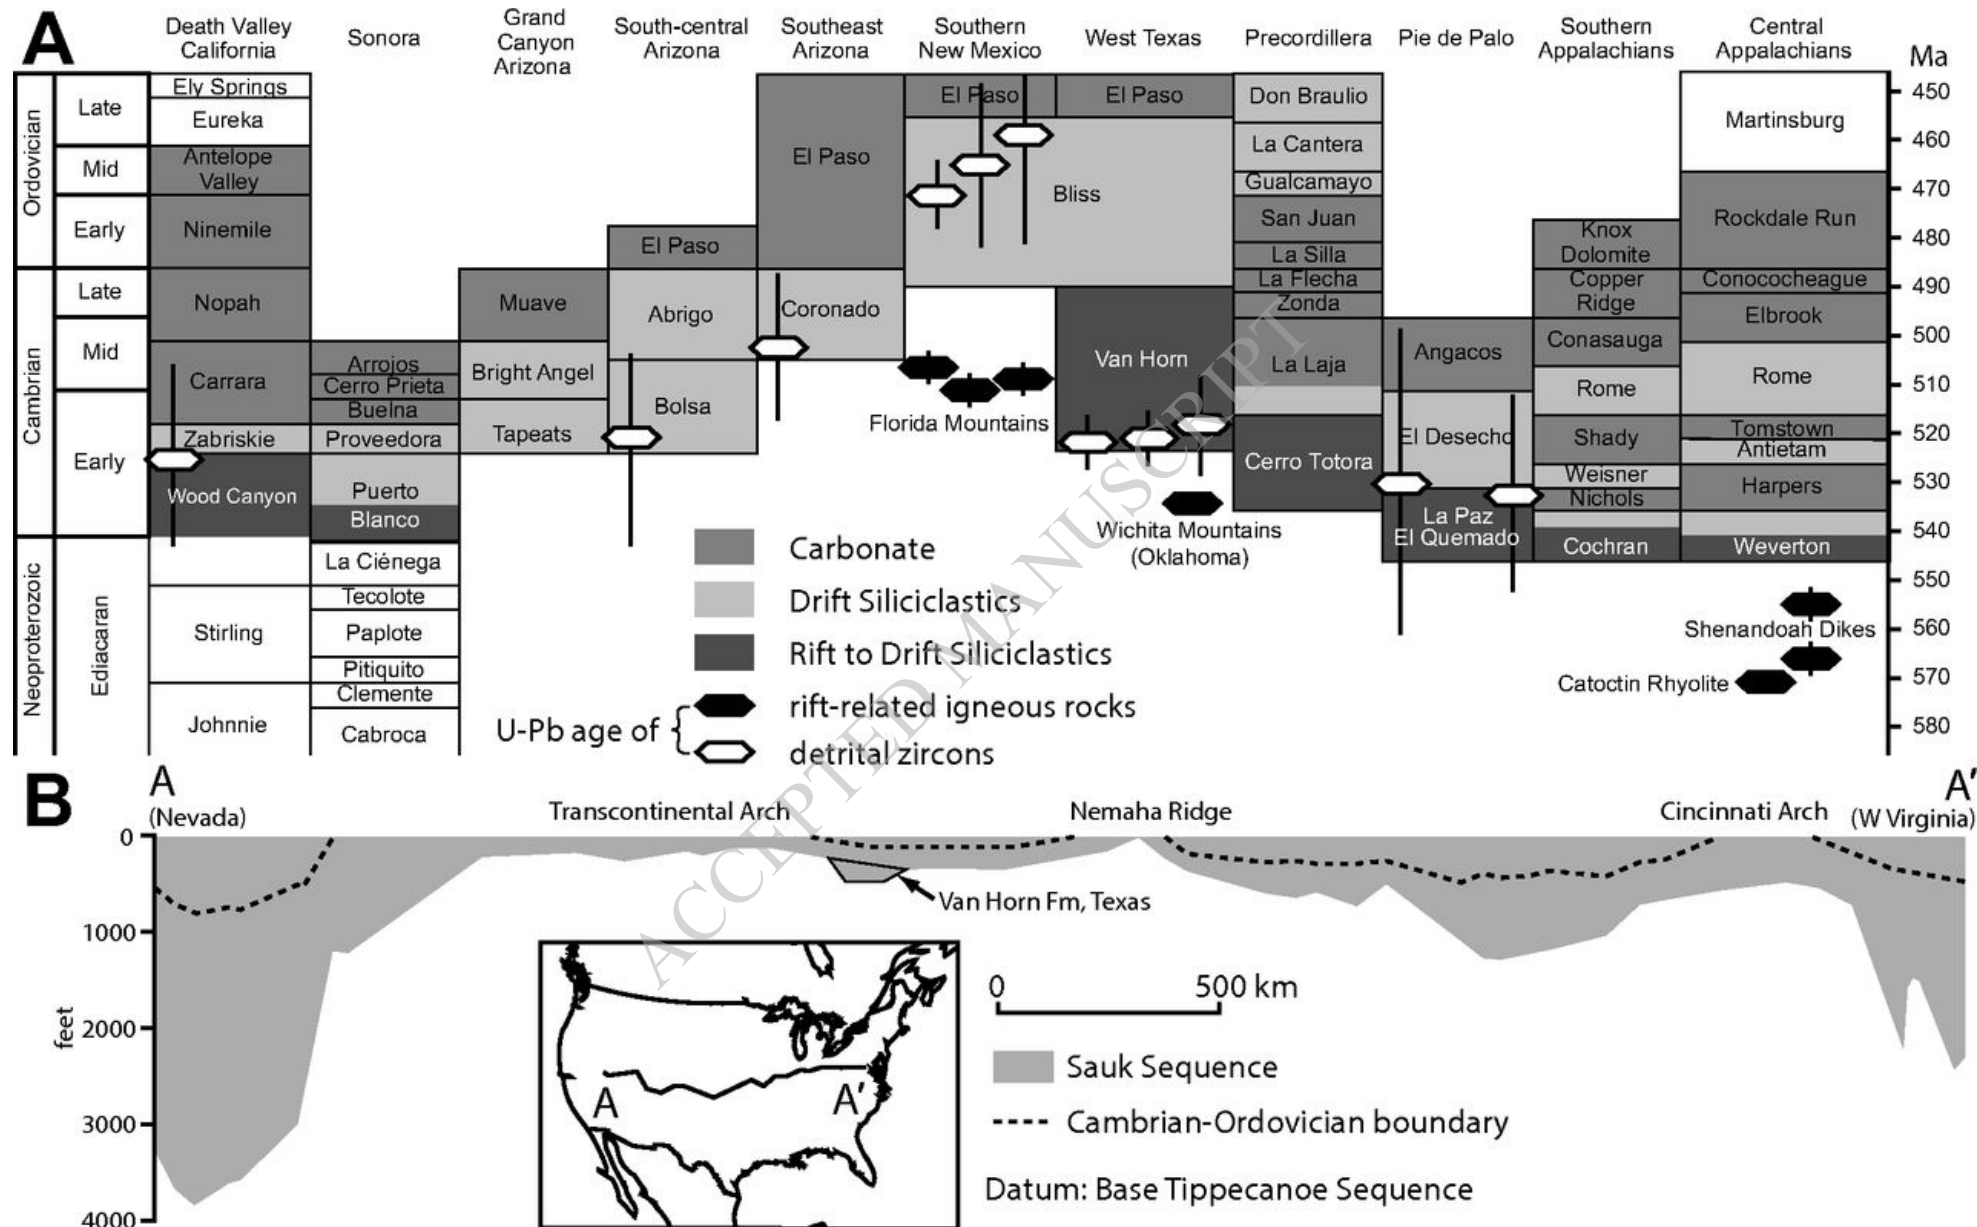 A
Death Valley
California
Sonora
Grand
Canyon
Arizona
South-central
Arizona
Southeast
Arizona
Southern
New Mexico
West Texas
Precordillera
Pie de Palo
Southern
Appalachians
Central
Appalachians
Ma
Ordovician
Late
Mid
Early
Cambrian
Late
Mid
Early
Neoproterozoic
Ediacaran
Ely Springs
Eureka
Antelope
Valley
Ninemile
Nopah
Carrara
Zabriskie
Wood Canyon
Stirling
Johnnie
Arrojos
Cerro Prieta
Buelna
Proveedora
Puerto
Blanco
La Ciénega
Tecolote
Paplote
Pitiquito
Clemente
Cabroca
Muave
Bright Angel
Tapeats
El Paso
Abrigo
Bolsa
El Paso
Coronado
El Paso
El Paso
Bliss
Florida Mountains
Van Horn
Wichita Mountains
(Oklahoma)
Don Braulio
La Cantera
Gualcamayo
San Juan
La Silla
La Flecha
Zonda
La Laja
Cerro Totora
Angacos
El Desecho
La Paz
El Quemado
Knox
Dolomite
Copper
Ridge
Conasauga
Rome
Shady
Weisner
Nichols
Cochran
Martinsburg
Rockdale Run
Conococheague
Elbrook
Rome
Tomstown
Antietam
Harpers
Weverton
Shenandoah Dikes
Catoctin Rhyolite
450
460
470
480
490
500
510
520
530
540
550
560
570
580
Carbonate
Drift Siliciclastics
Rift to Drift Siliciclastics
U-Pb age of
rift-related igneous rocks
detrital zircons
ACCEPTED MANUSCRIPT
B
A
(Nevada)
Transcontinental Arch
Nemaha Ridge
Cincinnati Arch
A'
(W Virginia)
0
1000
2000
3000
4000
feet
Van Horn Fm, Texas
A
A'
0
500 km
Sauk Sequence
Cambrian-Ordovician boundary
Datum: Base Tippecanoe Sequence